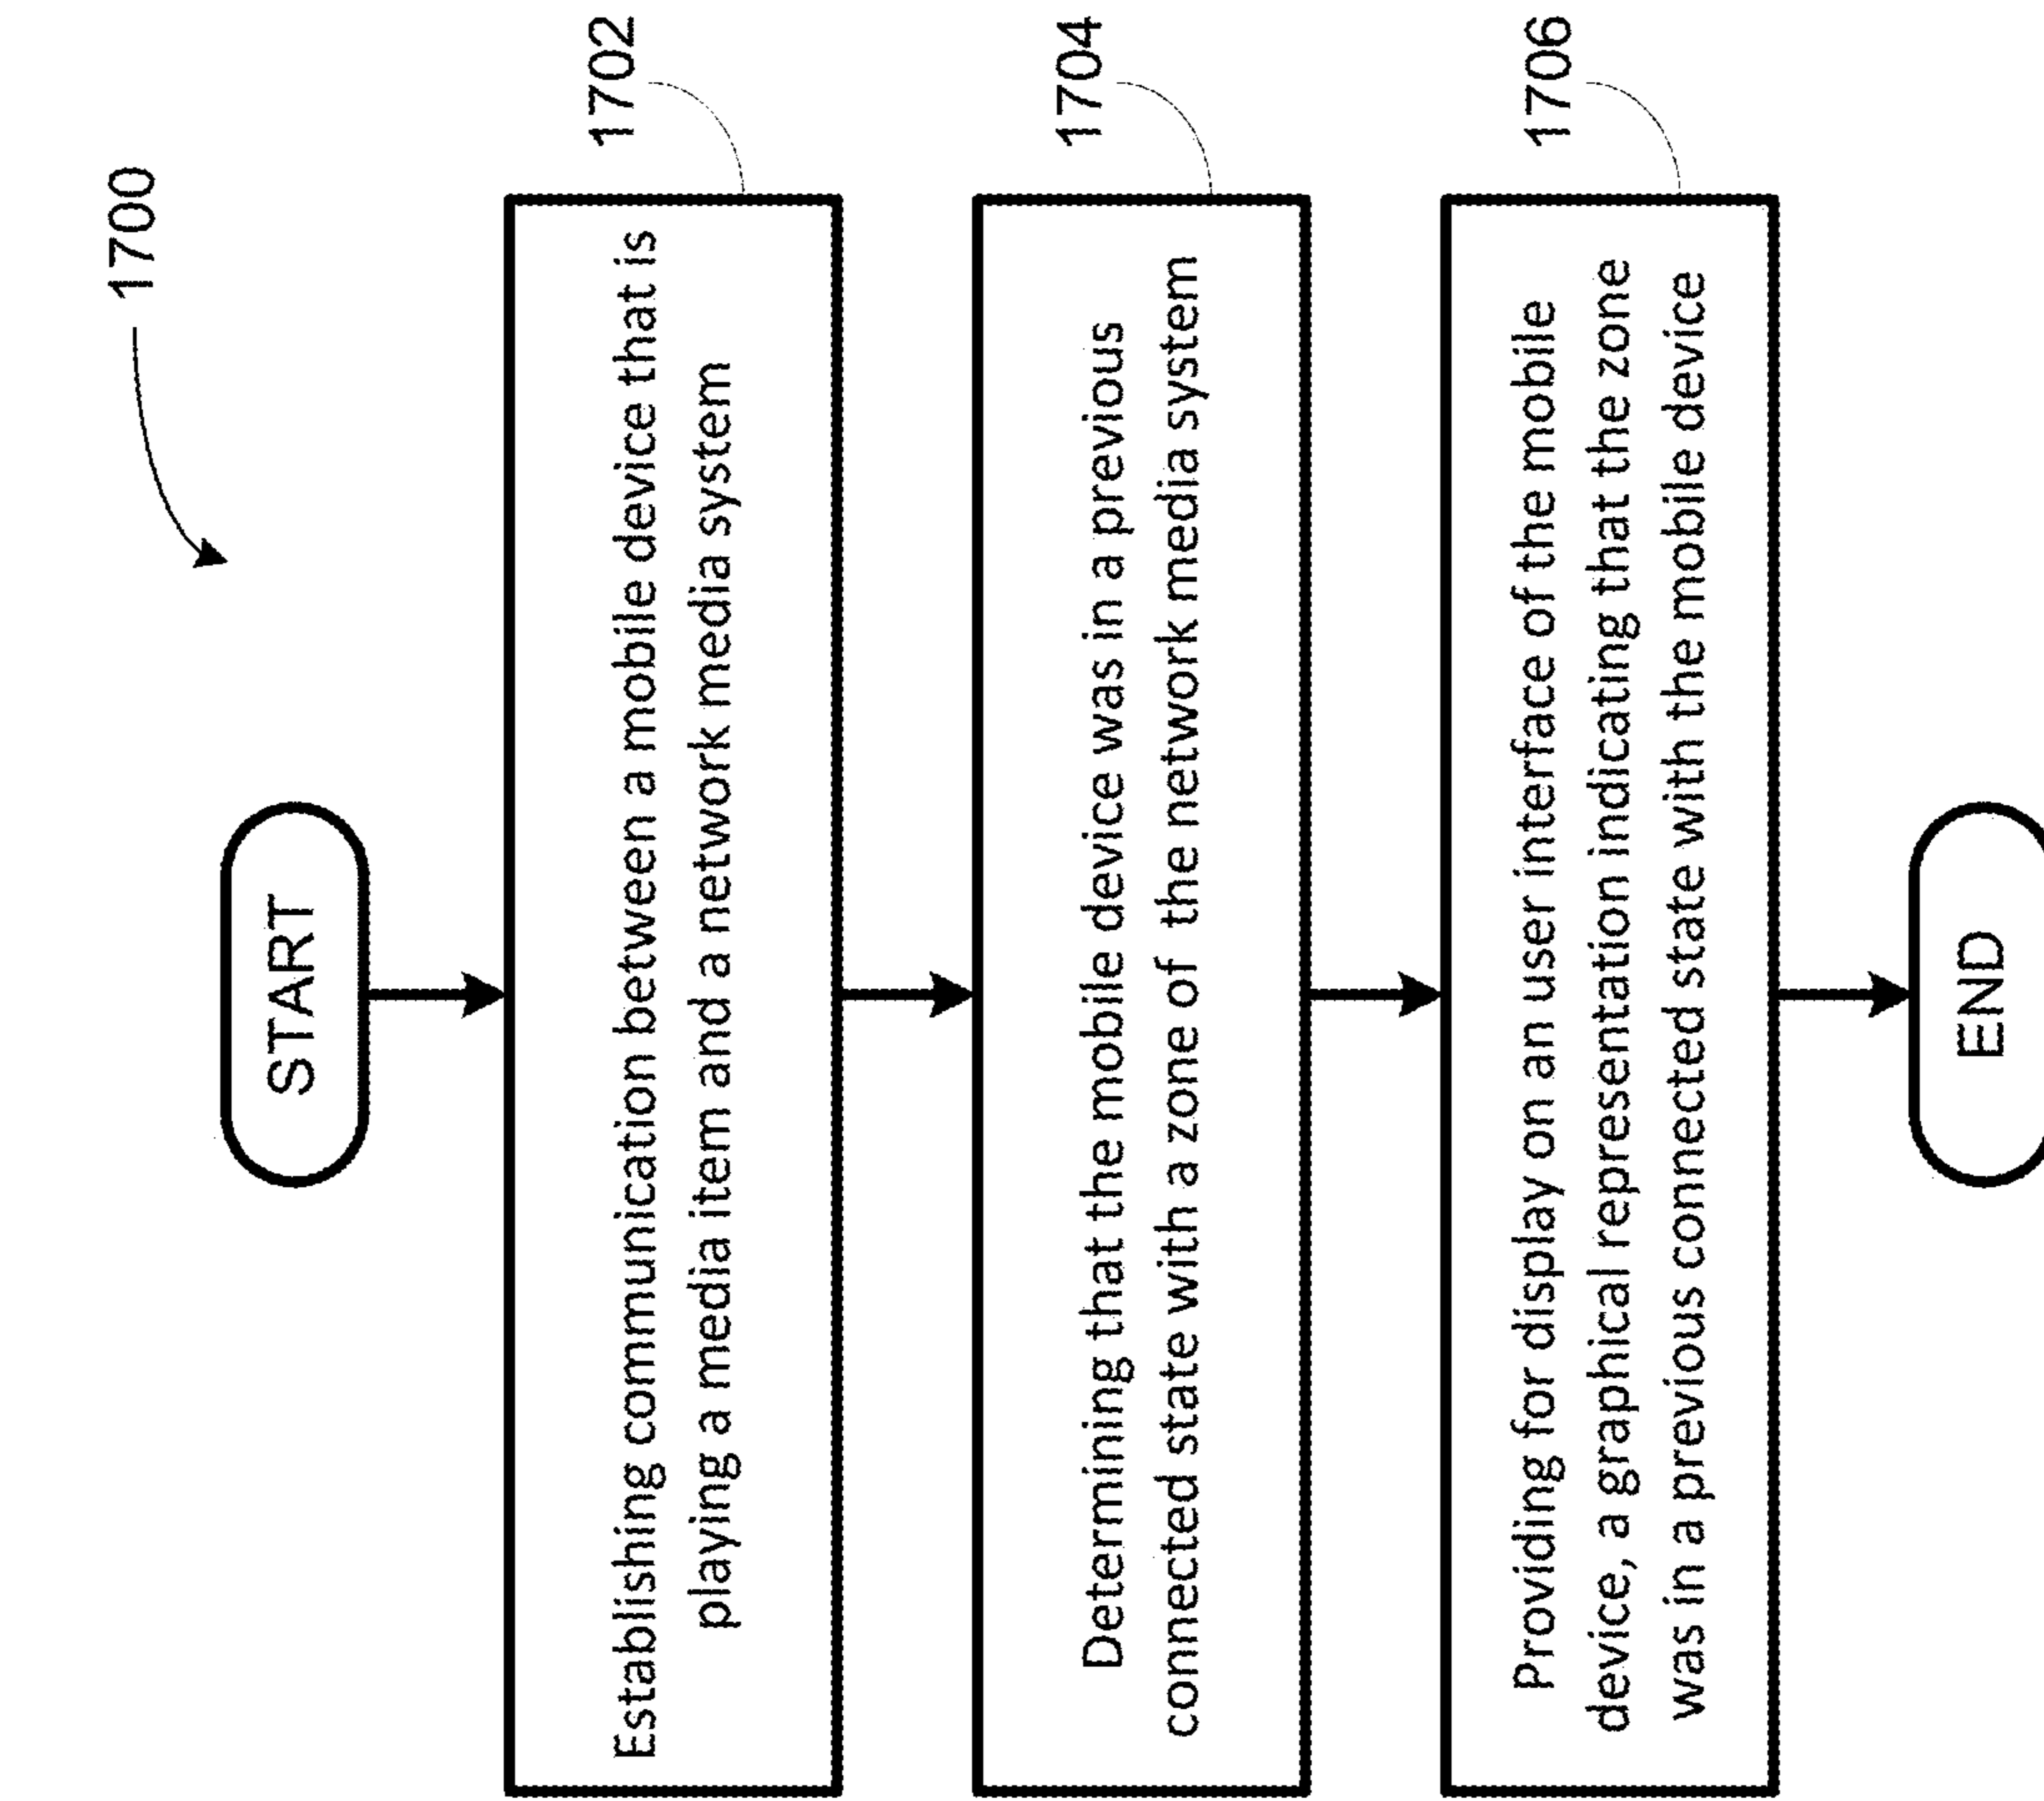 1700
START
Establishing communication between a mobile device that is
playing a media item and a network media system
1702
Determining that the mobile device was in a previous
connected state with a zone of the network media system
1704
Providing for display on an user interface of the mobile
device, a graphical representation indicating that the zone
was in a previous connected state with the mobile device
1706
END